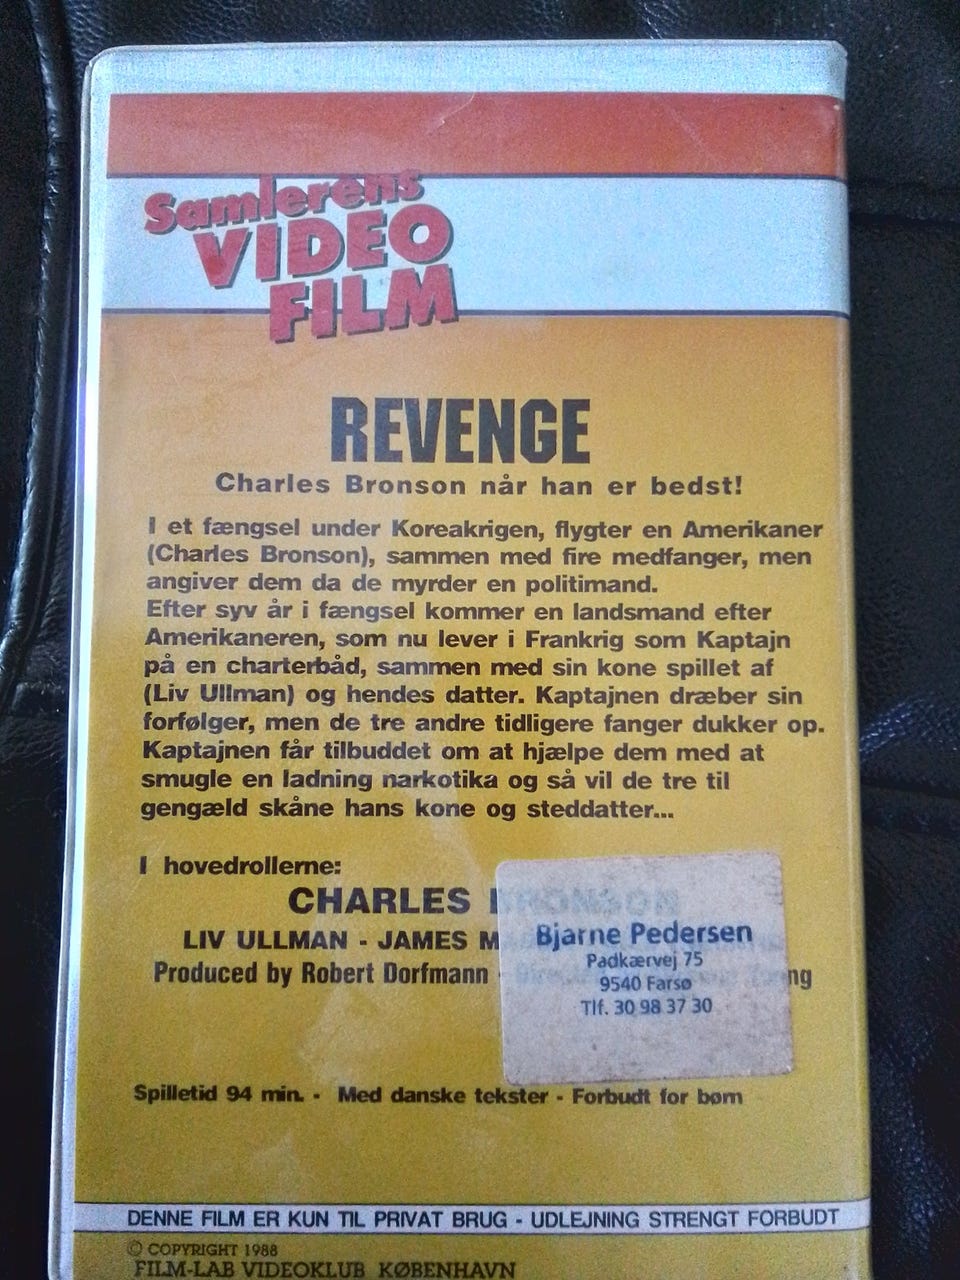 Samlerens
VIDEO
FILM
REVENGE
Charles Bronson når han er bedst!
I et fængsel under Koreakrigen, flygter en Amerikaner
(Charles Bronson), sammen med fire medfanger, men
angiver dem da de myrder en politimand.
Efter syv år i fængsel kommer en landsmand efter
Amerikaneren, som nu lever i Frankrig som Kaptajn
på en charterbåd, sammen med sin kone spillet af
(Liv Ullman) og hendes datter. Kaptajnen dræber sin
forfølger, men de tre andre tidligere fanger dukker op.
Kaptajnen får tilbuddet om at hjælpe dem med at
smugle en ladning narkotika og så vil de tre til
gengæld skåne hans kone og steddatter...
I hovedrollerne:
CHARLES BRONSON
LIV ULLMAN - JAMES
Produced by Robert Dorfmann
Bjarne Pedersen
Padkærvej 75
9540 Farsø
Tlf. 30 98 37 30
Spilletid 94 min. - Med danske tekster - Forbudt for børn
DENNE FILM ER KUN TIL PRIVAT BRUG - UDLEJNING STRENGT FORBUDT
© COPYRIGHT 1988
FILM-LAB VIDEOKLUB KØBENHAVN